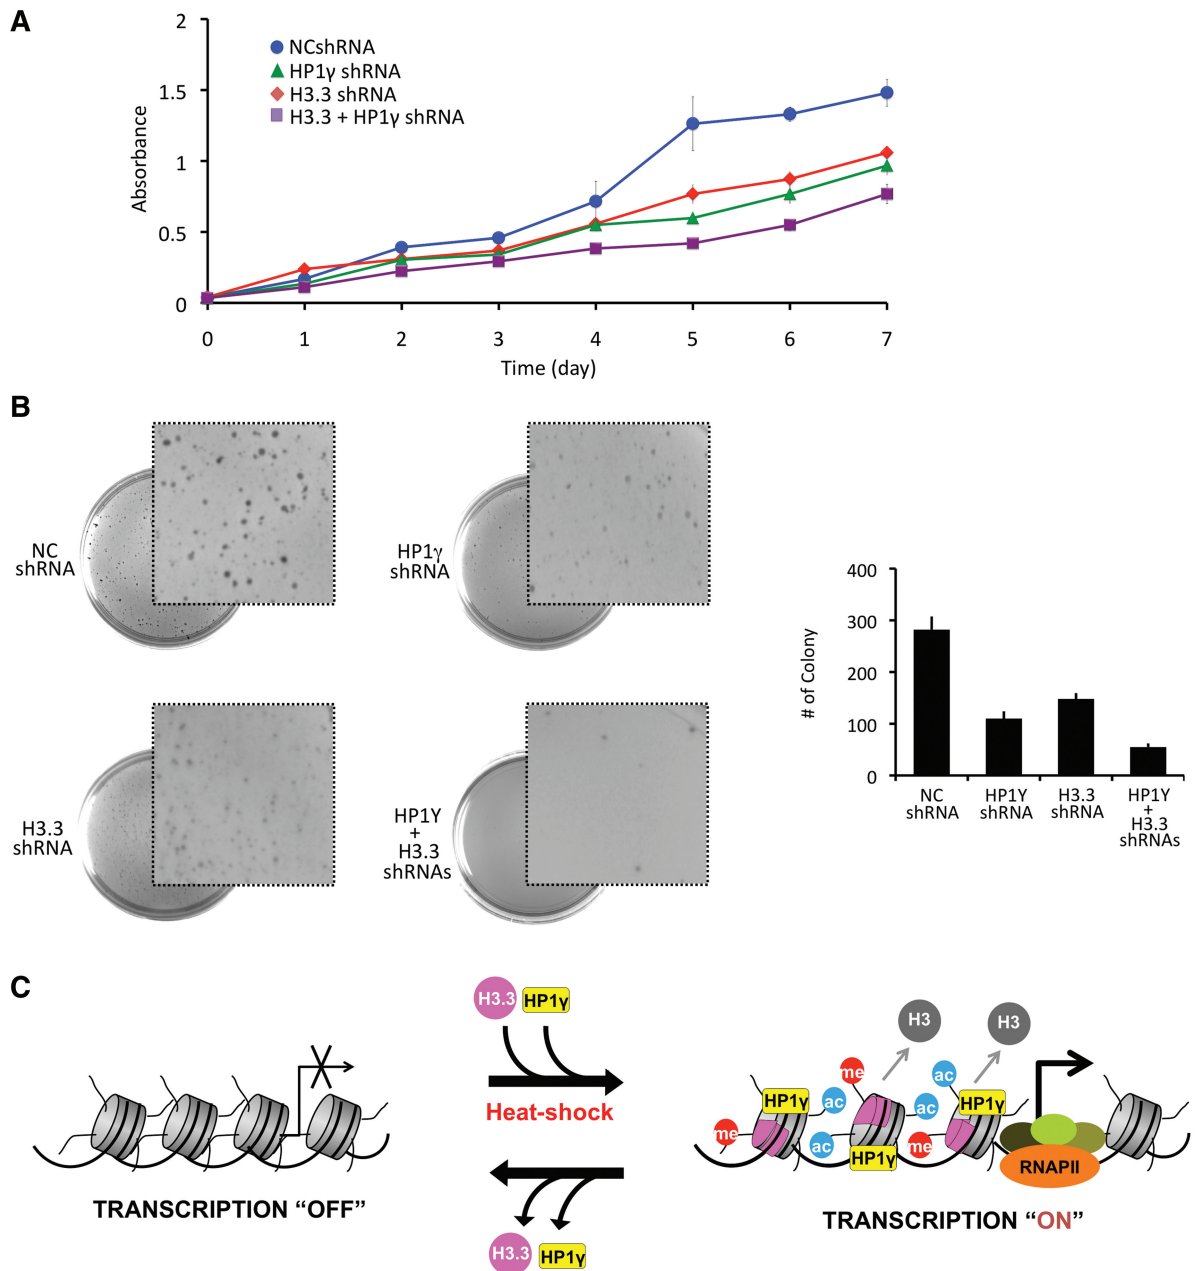 A
2
1.5
1
0.5
0
Absorbance
NCshRNA
HP1γ shRNA
H3.3 shRNA
H3.3 + HP1γ shRNA
0 1 2 3 4 5 6 7
Time (day)
B
NC
shRNA
HP1γ
shRNA
H3.3
shRNA
HP1Y
+
H3.3
shRNAs
400
300
200
100
0
# of Colony
NC
shRNA
HP1Y
shRNA
H3.3
shRNA
HP1Y
+
H3.3
shRNAs
C
H3.3 HP1γ
Heat-shock
H3.3 HP1γ
TRANSCRIPTION “OFF”
H3 H3
me ac
HP1γ ac ac HP1γ
me ac me
HP1γ RNAPII
TRANSCRIPTION “ON”